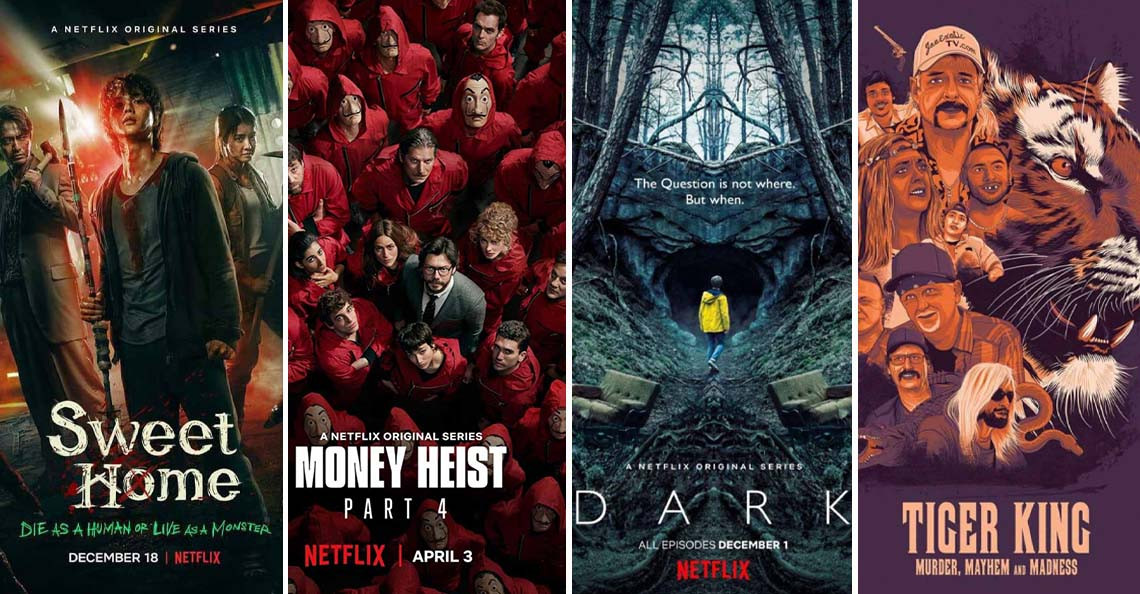 A NETFLIX ORIGINAL SERIES
Sweet
Home
DIE AS A HUMAN OR LIVE AS A MONSTER
DECEMBER 18 | NETFLIX
A NETFLIX ORIGINAL SERIES
MONEY HEIST
PART 4
NETFLIX | APRIL 3
The Question is not where.
But when.
A NETFLIX ORIGINAL SERIES
DARK
ALL EPISODES DECEMBER 1
NETFLIX
JoeExotic
TV.com
TIGER KING
MURDER, MAYHEM AND MADNESS